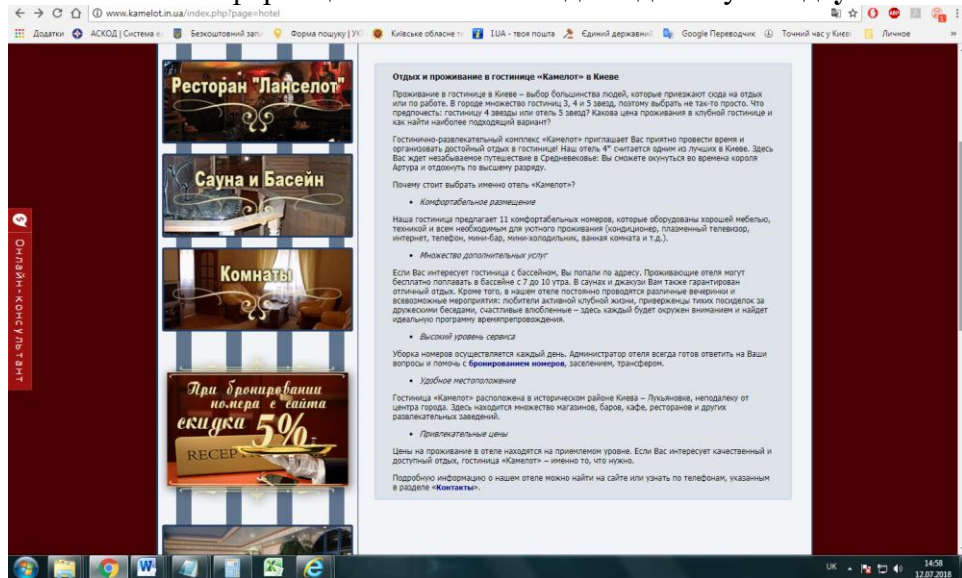 www.kamelot.in.ua/index.php?page=hotel
Додатки
АСКОД | Система е
Безкоштовний запи
Форма пошуку | УК
Київське обласне т
I.UA - твоя пошта
Єдиний державний
Google Переводчик
Точний час у Києві
Личное
Ресторан "Ланселот"
Сауна и Басейн
Комнаты
При бронировании
номера с сайта
скидка 5%
RECEP
Онлайн-консультант
Отдых и проживание в гостинице «Камелот» в Киеве
Проживание в гостинице в Киеве – выбор большинства людей, которые приезжают сюда на отдых
или по работе. В городе множество гостиниц 3, 4 и 5 звезд, поэтому выбрать не так-то просто. Что
предпочесть: гостиницу 4 звезды или отель 5 звезд? Какова цена проживания в клубной гостинице и
как найти наиболее подходящий вариант?
Гостинично-развлекательный комплекс «Камелот» приглашает Вас приятно провести время и
организовать достойный отдых в гостинице! Наш отель 4* считается одним из лучших в Киеве. Здесь
Вас ждет незабываемое путешествие в Средневековье: Вы сможете окунуться во времена короля
Артура и отдохнуть по высшему разряду.
Почему стоит выбрать именно отель «Камелот»?
• Комфортабельное размещение
Наша гостиница предлагает 11 комфортабельных номеров, которые оборудованы хорошей мебелью,
техникой и всем необходимым для уютного проживания (кондиционер, плазменный телевизор,
интернет, телефон, мини-бар, мини-холодильник, ванная комната и т.д.).
• Множество дополнительных услуг
Если Вас интересует гостиница с бассейном, Вы попали по адресу. Проживающие отеля могут
бесплатно поплавать в бассейне с 7 до 10 утра. В саунах и джакузи Вам также гарантирован
отличный отдых. Кроме того, в нашем отеле постоянно проводятся различные вечеринки и
всевозможные мероприятия: любители активной клубной жизни, приверженцы тихих посиделок за
дружескими беседами, счастливые влюбленные – здесь каждый будет окружен вниманием и найдет
идеальную программу времяпрепровождения.
• Высокий уровень сервиса
Уборка номеров осуществляется каждый день. Администратор отеля всегда готов ответить на Ваши
вопросы и помочь с бронированием номеров, заселением, трансфером.
• Удобное местоположение
Гостиница «Камелот» расположена в историческом районе Киева – Лукьяновке, неподалеку от
центра города. Здесь находится множество магазинов, баров, кафе, ресторанов и других
развлекательных заведений.
• Привлекательные цены
Цены на проживание в отеле находятся на приемлемом уровне. Если Вас интересует качественный и
доступный отдых, гостиница «Камелот» – именно то, что нужно.
Подробную информацию о нашем отеле можно найти на сайте или узнать по телефонам, указанным
в разделе «Контакты».
UK
14:58
12.07.2018